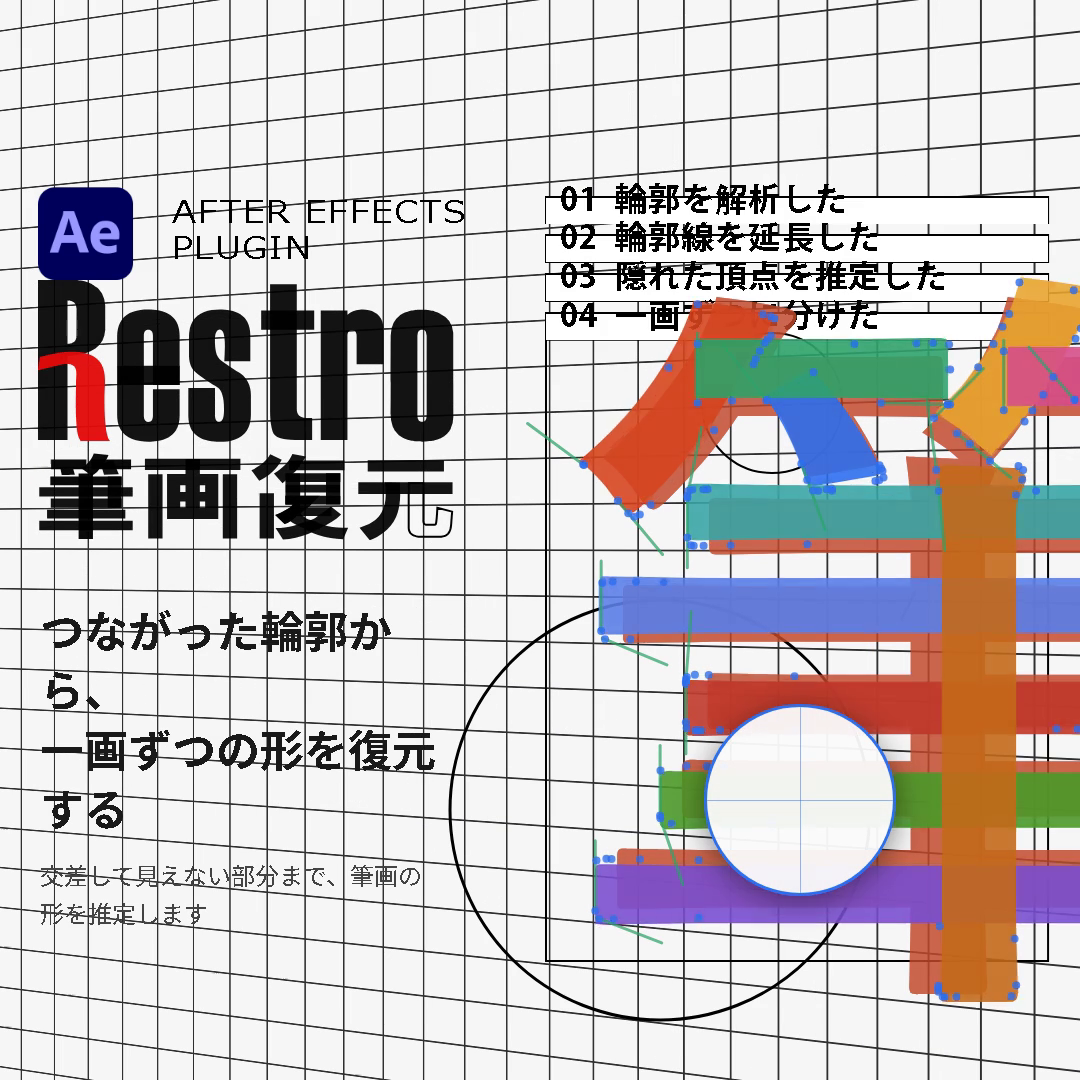 Ae
AFTER EFFECTS
PLUGIN
Restro
筆画復元
つながった輪郭か
ら、
一画ずつの形を復元
する
交差して見えない部分まで、筆画の
形を推定します
01 輪郭を解析した
02 輪郭線を延長した
03 隠れた頂点を推定した
04 一画ずつに分けた